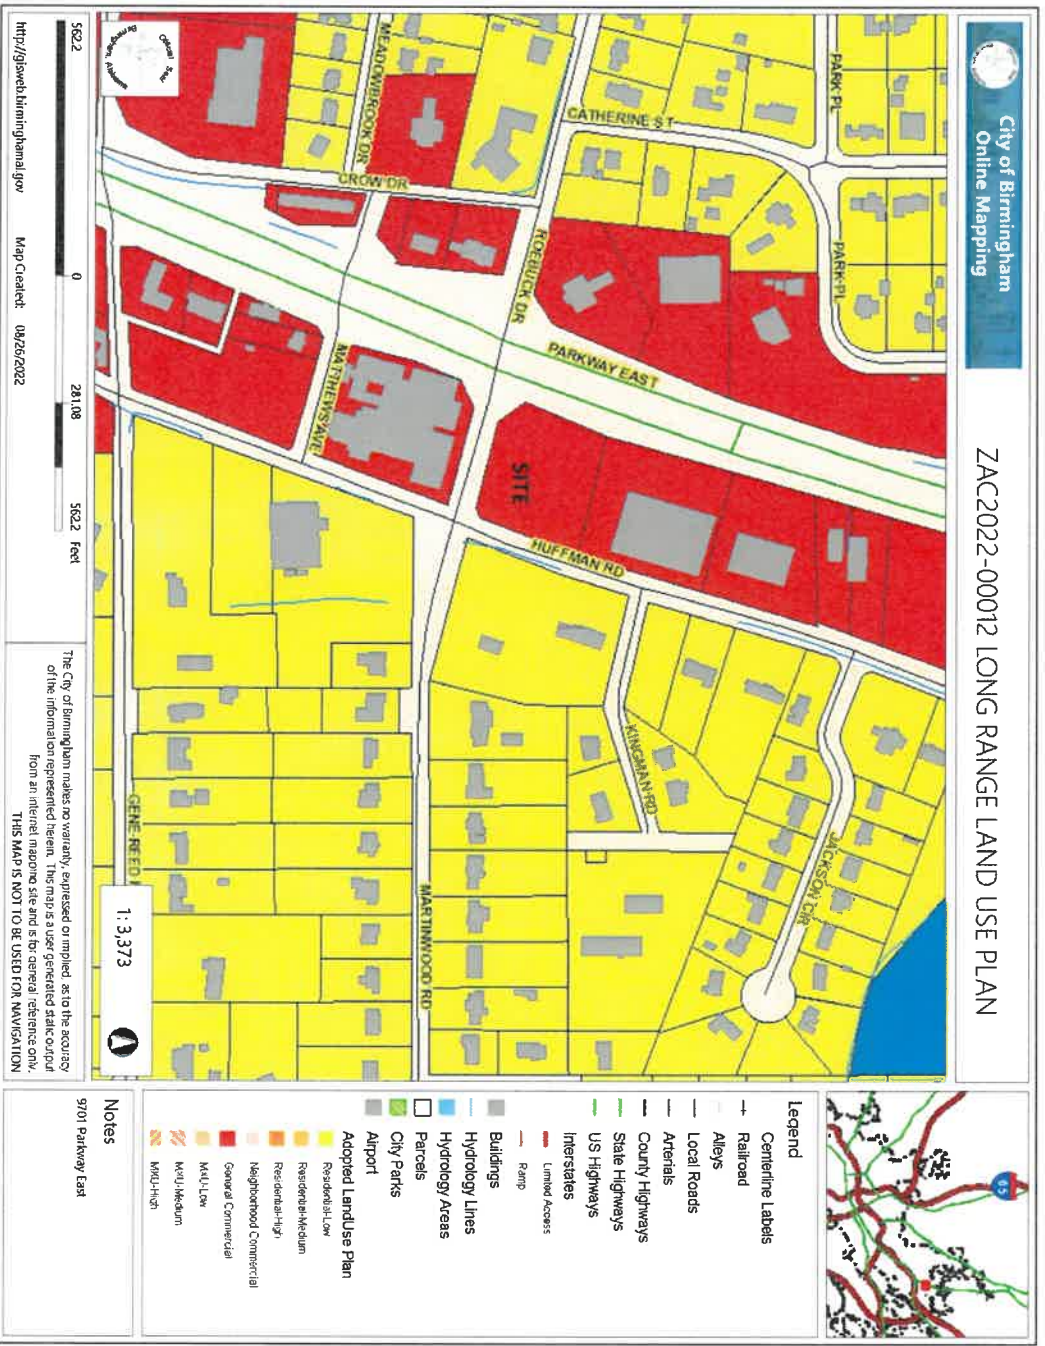 ZAC2022-00012 LONG RANGE LAND USE PLAN
City of Birmingham
Online Mapping
PARK PL
PARK PL
CATHERINE ST
MEADOWBROOK DR
CROW DR
ROEBUCK DR
PARKWAY EAST
MATTHEWS AVE
SITE
HUFFMAN RD
KINGMAN RD
JACKSON CIR
MARTINWOOD RD
GENE REED
1: 3,373
Official Seal
Birmingham, Alabama
65
Legend
Centerline Labels
Railroad
Alleys
Local Roads
Arterials
County Highways
State Highways
US Highways
Interstates
Limited Access
Ramp
Buildings
Hydrology Lines
Hydrology Areas
Parcels
City Parks
Airport
Adopted LandUse Plan
Residential-Low
Residential-Medium
Residential-High
Neighborhood Commercial
General Commercial
MXU-Low
MXU-Medium
MXU-High
Notes
9701 Parkway East
562.2
0
281.08
562.2 Feet
http://gisweb.birminghamal.gov
Map Created: 08/26/2022
The City of Birmingham makes no warranty, expressed or implied, as to the accuracy
of the information represented herein. This map is a user generated static output
from an internet mapping site and is for general reference only.
THIS MAP IS NOT TO BE USED FOR NAVIGATION